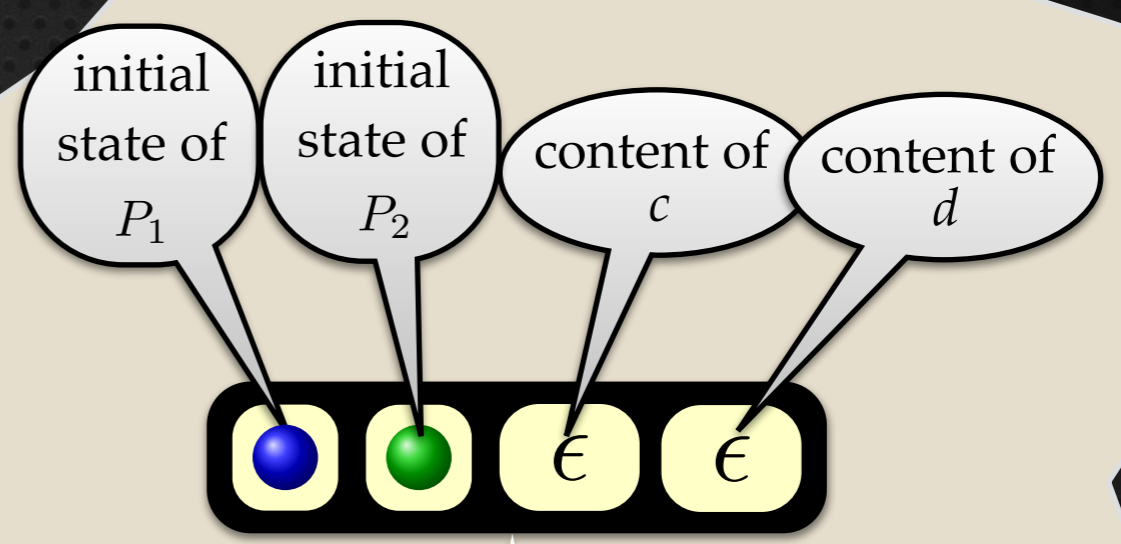 initial
state of
P₁
initial
state of
P₂
content of
c
content of
d
ϵ ϵ